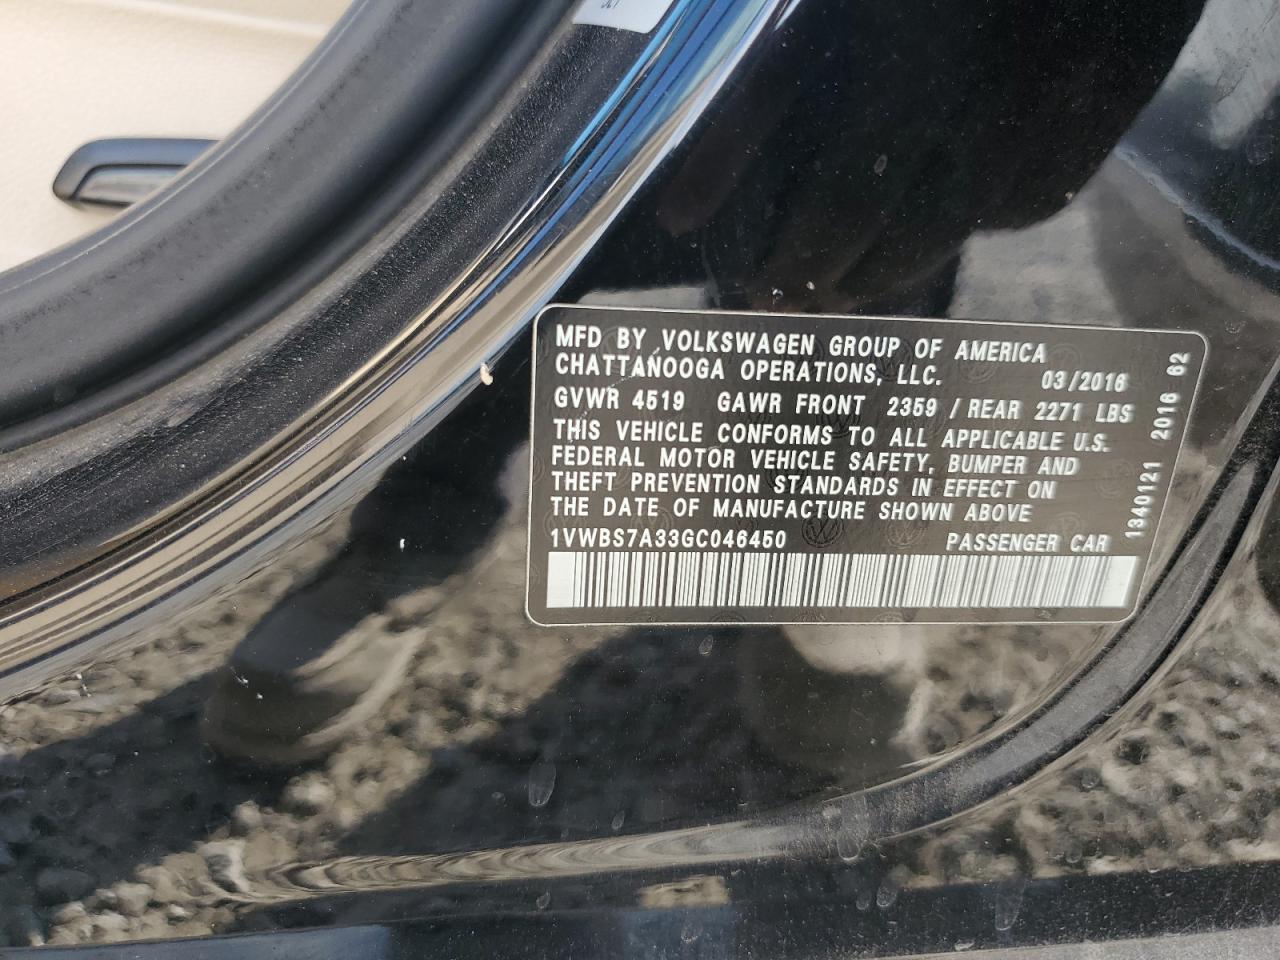 MFD BY VOLKSWAGEN GROUP OF AMERICA
CHATTANOOGA OPERATIONS, LLC. 03/2016
GVWR 4519 GAWR FRONT 2359 / REAR 2271 LBS
THIS VEHICLE CONFORMS TO ALL APPLICABLE U.S.
FEDERAL MOTOR VEHICLE SAFETY, BUMPER AND
THEFT PREVENTION STANDARDS IN EFFECT ON
THE DATE OF MANUFACTURE SHOWN ABOVE
1VWBS7A33GC046450 PASSENGER CAR
1340121 2016 62